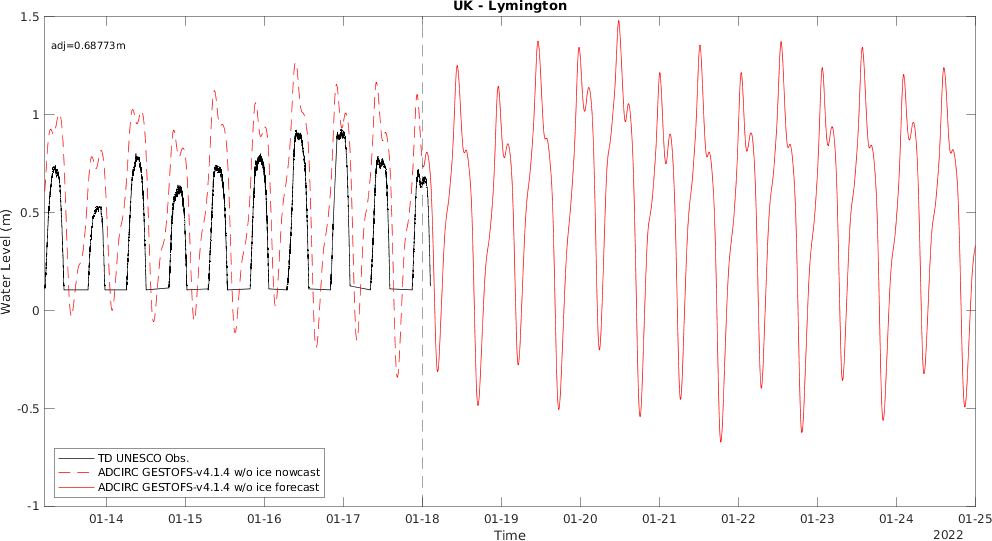 UK - Lymington
adj=0.68773m
Water Level (m)
1.5
1
0.5
0
-0.5
-1
TD UNESCO Obs.
ADCIRC GESTOFS-v4.1.4 w/o ice nowcast
ADCIRC GESTOFS-v4.1.4 w/o ice forecast
01-14 01-15 01-16 01-17 01-18 01-19 01-20 01-21 01-22 01-23 01-24 01-25
Time
2022